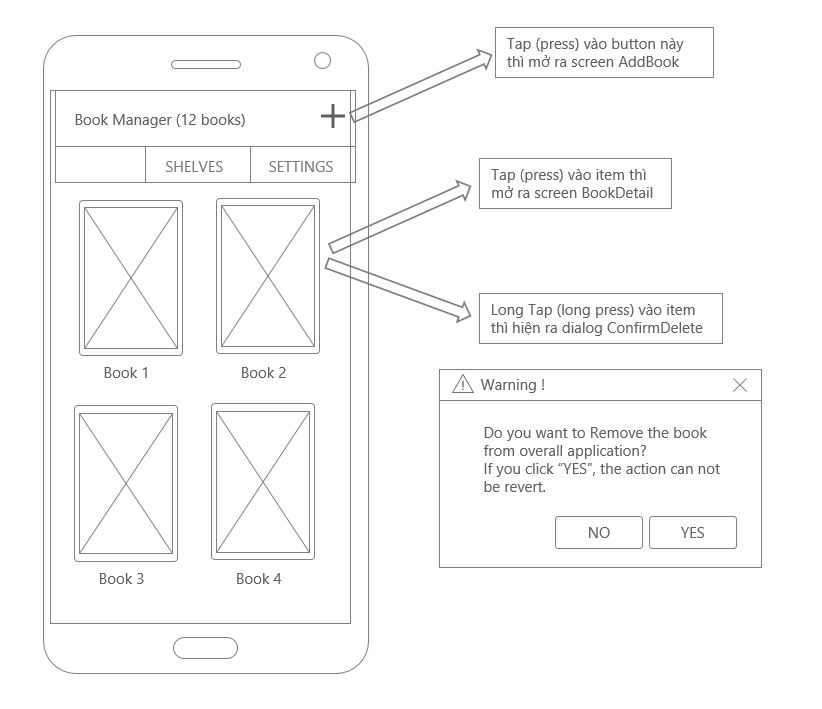 Book Manager (12 books)
SHELVES
SETTINGS
Book 1
Book 2
Book 3
Book 4
Tap (press) vào button này
thì mở ra screen AddBook
Tap (press) vào item thì
mở ra screen BookDetail
Long Tap (long press) vào item
thì hiện ra dialog ConfirmDelete
Warning !
Do you want to Remove the book
from overall application?
If you click “YES”, the action can not
be revert.
NO
YES